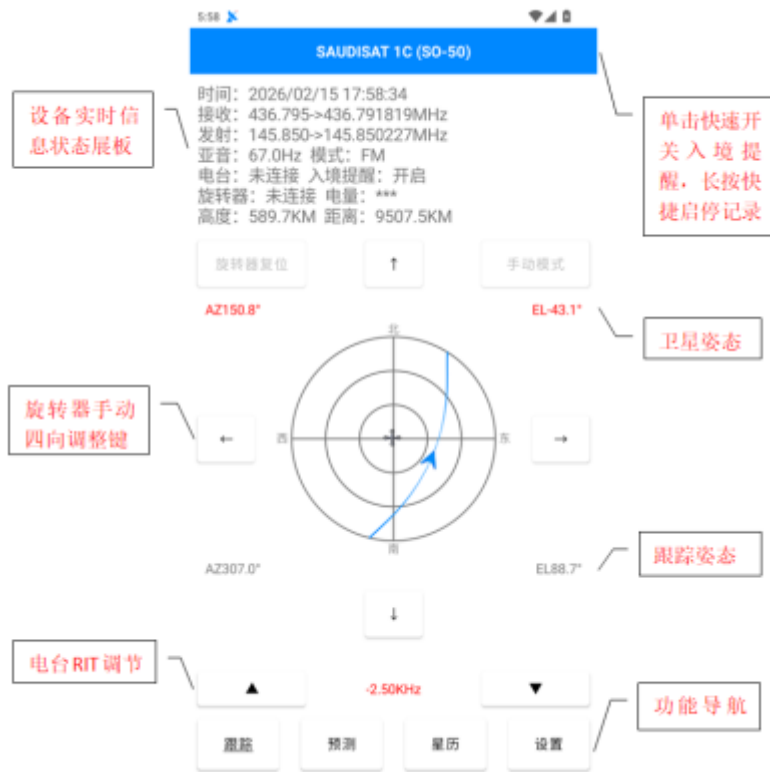 5:58
SAUDISAT 1C (SO-50)
时间：2026/02/15 17:58:34
接收：436.795->436.791819MHz
发射：145.850->145.850227MHz
亚音：67.0Hz 模式：FM
电台：未连接 入境提醒：开启
旋转器：未连接 电量：***
高度：589.7KM 距离：9507.5KM
设备实时信
息状态展板
单击快速开
关入境提
醒，长按快
捷启停记录
旋转器复位
↑
手动模式
AZ150.8°
EL-43.1°
卫星姿态
北
旋转器手动
四向调整键
←
西
东
→
南
AZ307.0°
EL88.7°
跟踪姿态
↓
电台RIT调节
▲
-2.50KHz
▼
功能导航
跟踪
预测
星历
设置